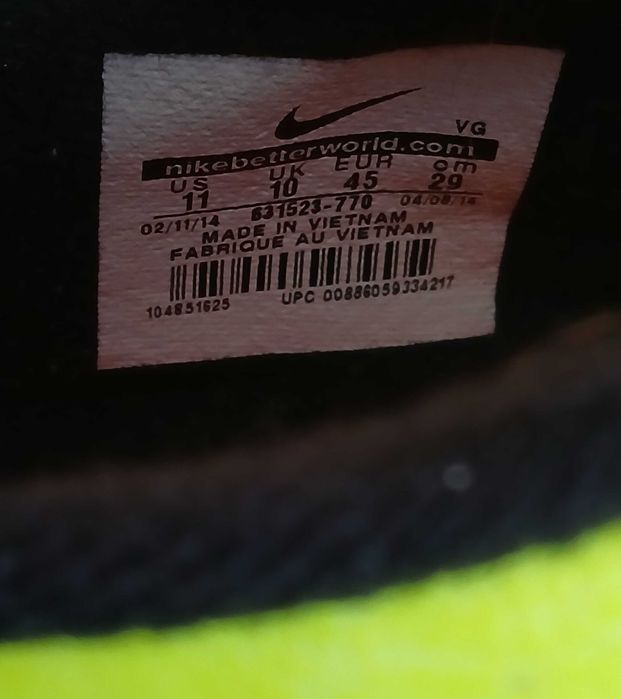 VG
nikebetterworld.com
US UK EUR cm
11 10 45 29
02/11/14 631523-770 04/08/14
MADE IN VIETNAM
FABRIQUE AU VIETNAM
104851625 UPC 00886059334217